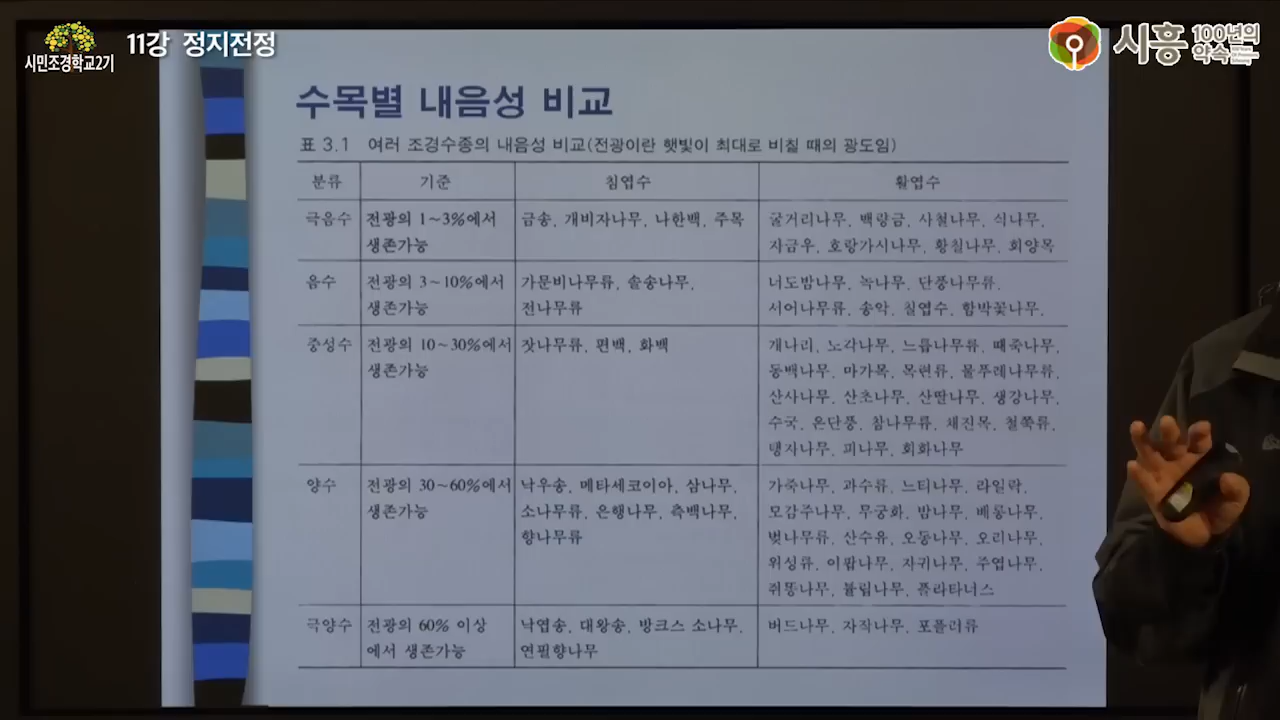 시민조경학교2기
11강 정지전정
시흥 100년의 약속
수목별 내음성 비교
표 3.1 여러 조경수종의 내음성 비교(전광이란 햇빛이 최대로 비칠 때의 광도임)
분류 기준 침엽수 활엽수
극음수 전광의 1~3%에서 금송, 개비자나무, 나한백, 주목 굴거리나무, 백량금, 사철나무, 식나무,
생존가능 자금우, 호랑가시나무, 황칠나무, 회양목
음수 전광의 3~10%에서 가문비나무류, 솔송나무, 너도밤나무, 녹나무, 단풍나무류,
생존가능 전나무류 서어나무류, 송악, 칠엽수, 함박꽃나무,
중성수 전광의 10~30%에서 잣나무류, 편백, 화백 개나리, 노각나무, 느릅나무류, 때죽나무,
생존가능 동백나무, 마가목, 목련류, 물푸레나무류,
산사나무, 산초나무, 산딸나무, 생강나무,
수국, 은단풍, 참나무류, 채진목, 철쭉류,
탱자나무, 피나무, 회화나무
양수 전광의 30~60%에서 낙우송, 메타세코이아, 삼나무, 가죽나무, 과수류, 느티나무, 라일락,
생존가능 소나무류, 은행나무, 측백나무, 모감주나무, 무궁화, 밤나무, 배롱나무,
향나무류 벚나무류, 산수유, 오동나무, 오리나무,
위성류, 이팝나무, 자귀나무, 주엽나무,
쥐똥나무, 튤립나무, 플라타너스
극양수 전광의 60% 이상 낙엽송, 대왕송, 방크스 소나무, 버드나무, 자작나무, 포플러류
에서 생존가능 연필향나무